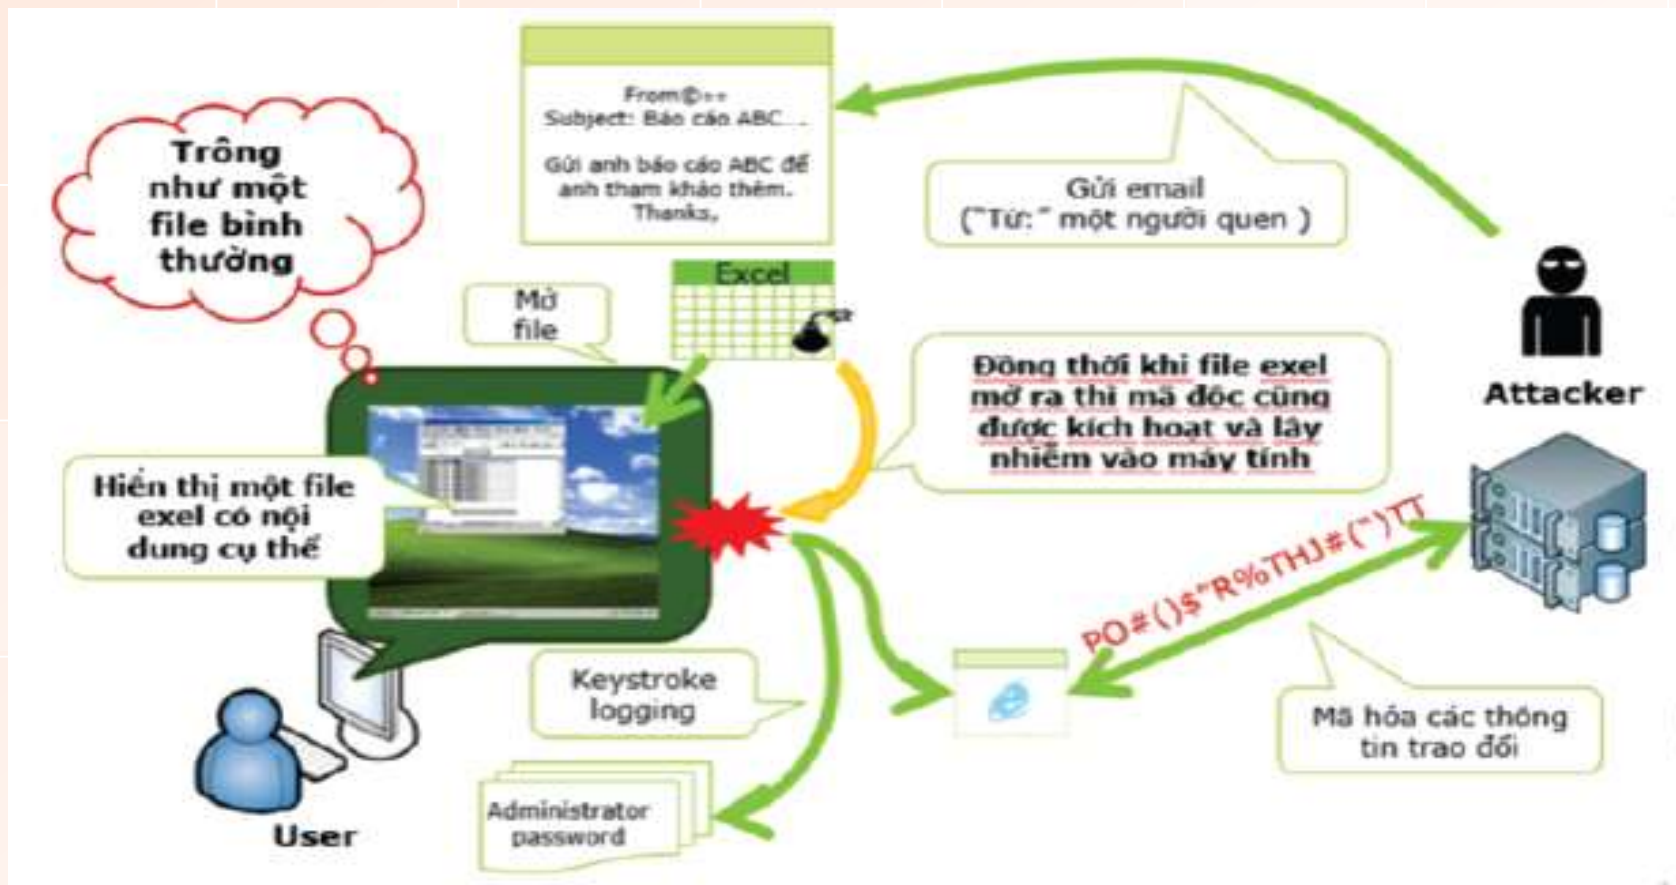 From©++
Subject: Báo cáo ABC...
Gửi anh báo cáo ABC để
anh tham khảo thêm.
Thanks,
Gửi email
("Từ:" một người quen )
Trông
như một
file bình
thường
Mở
file
Excel
Đồng thời khi file exel
mở ra thì mã độc cũng
được kích hoạt và lây
nhiễm vào máy tính
Attacker
Hiển thị một file
exel có nội
dung cụ thể
PO#()$"R%THJ#(")TT
Keystroke
logging
Mã hóa các thông
tin trao đổi
Administrator
password
User